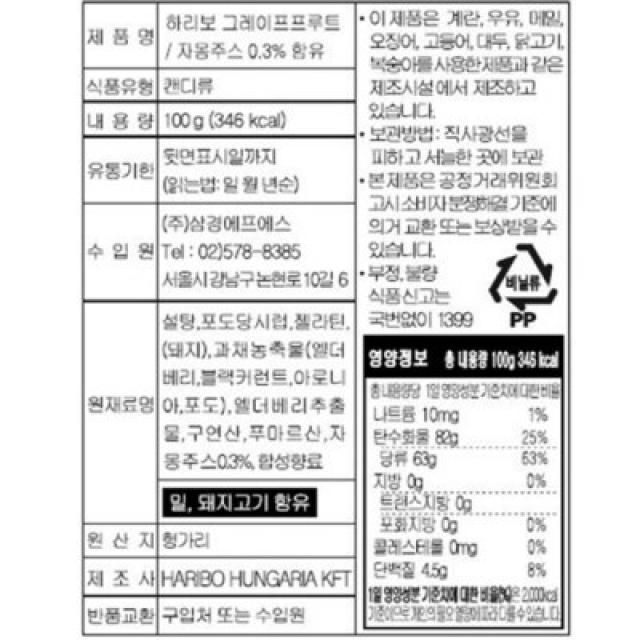 제 품 명
하리보 그레이프프루트
/ 자몽주스 0.3% 함유
식품유형
캔디류
내 용 량
100 g (346 kcal)
유통기한
뒷면표시일까지
(읽는법: 일 월 년순)
수 입 원
(주)삼경에프에스
Tel : 02)578-8385
서울시 강남구 논현로10길 6
원재료명
설탕,포도당시럽,젤라틴,
(돼지),과채농축물(엘더
베리,블랙커런트,아로니
아,포도),엘더베리추출
물,구연산,푸마르산,자
몽주스0.3%,합성향료
밀, 돼지고기 함유
원 산 지
헝가리
제 조 사
HARIBO HUNGARIA KFT
반품교환
구입처 또는 수입원
• 이 제품은 계란, 우유, 메밀,
오징어, 고등어, 대두, 닭고기,
복숭아를 사용한 제품과 같은
제조시설에서 제조하고
있습니다.
• 보관방법 : 직사광선을
피하고 서늘한 곳에 보관
• 본 제품은 공정거래위원회
고시 소비자 분쟁해결 기준에
의거 교환 또는 보상받을 수
있습니다.
• 부정, 불량
식품신고는
국번없이 1399
비닐류
PP
영양정보 총 내용량 100g 346 kcal
총 내용량당 1일 영양성분 기준치에 대한 비율
나트륨 10mg 1%
탄수화물 82g 25%
당류 63g 63%
지방 0g 0%
트랜스지방 0g
포화지방 0g 0%
콜레스테롤 0mg 0%
단백질 4.5g 8%
1일 영양성분 기준치에 대한 비율(%)은 2,000kcal
기준이므로 개인의 필요 열량에 따라 다를 수 있습니다.